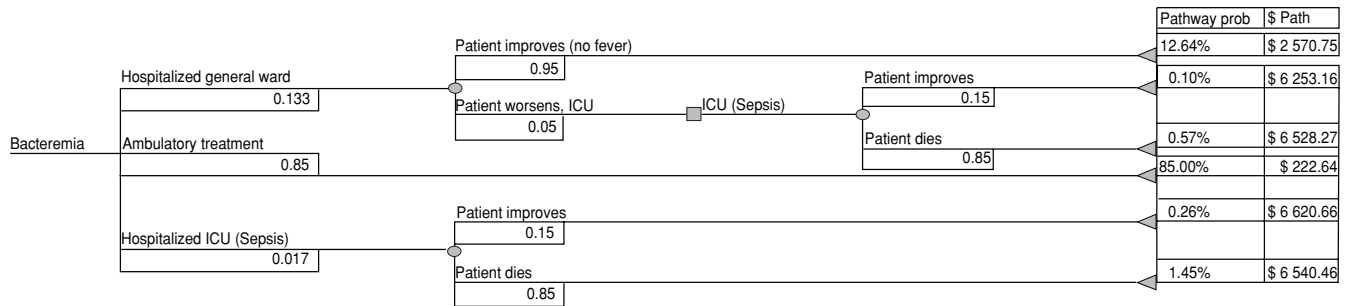 Pathway prob $ Path
Patient improves (no fever) 12.64% $ 2 570.75
0.95
Hospitalized general ward Patient improves 0.10% $ 6 253.16
0.133 0.15
Patient worsens, ICU ICU (Sepsis)
0.05
Bacteremia Ambulatory treatment Patient dies 0.57% $ 6 528.27
0.85 0.85 85.00% $ 222.64
Patient improves 0.26% $ 6 620.66
0.15
Hospitalized ICU (Sepsis)
0.017
Patient dies 1.45% $ 6 540.46
0.85